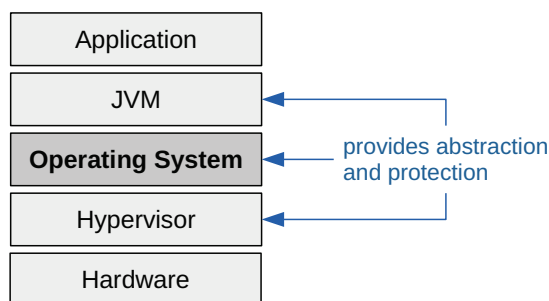 Application
JVM
Operating System
provides abstraction
and protection
Hypervisor
Hardware